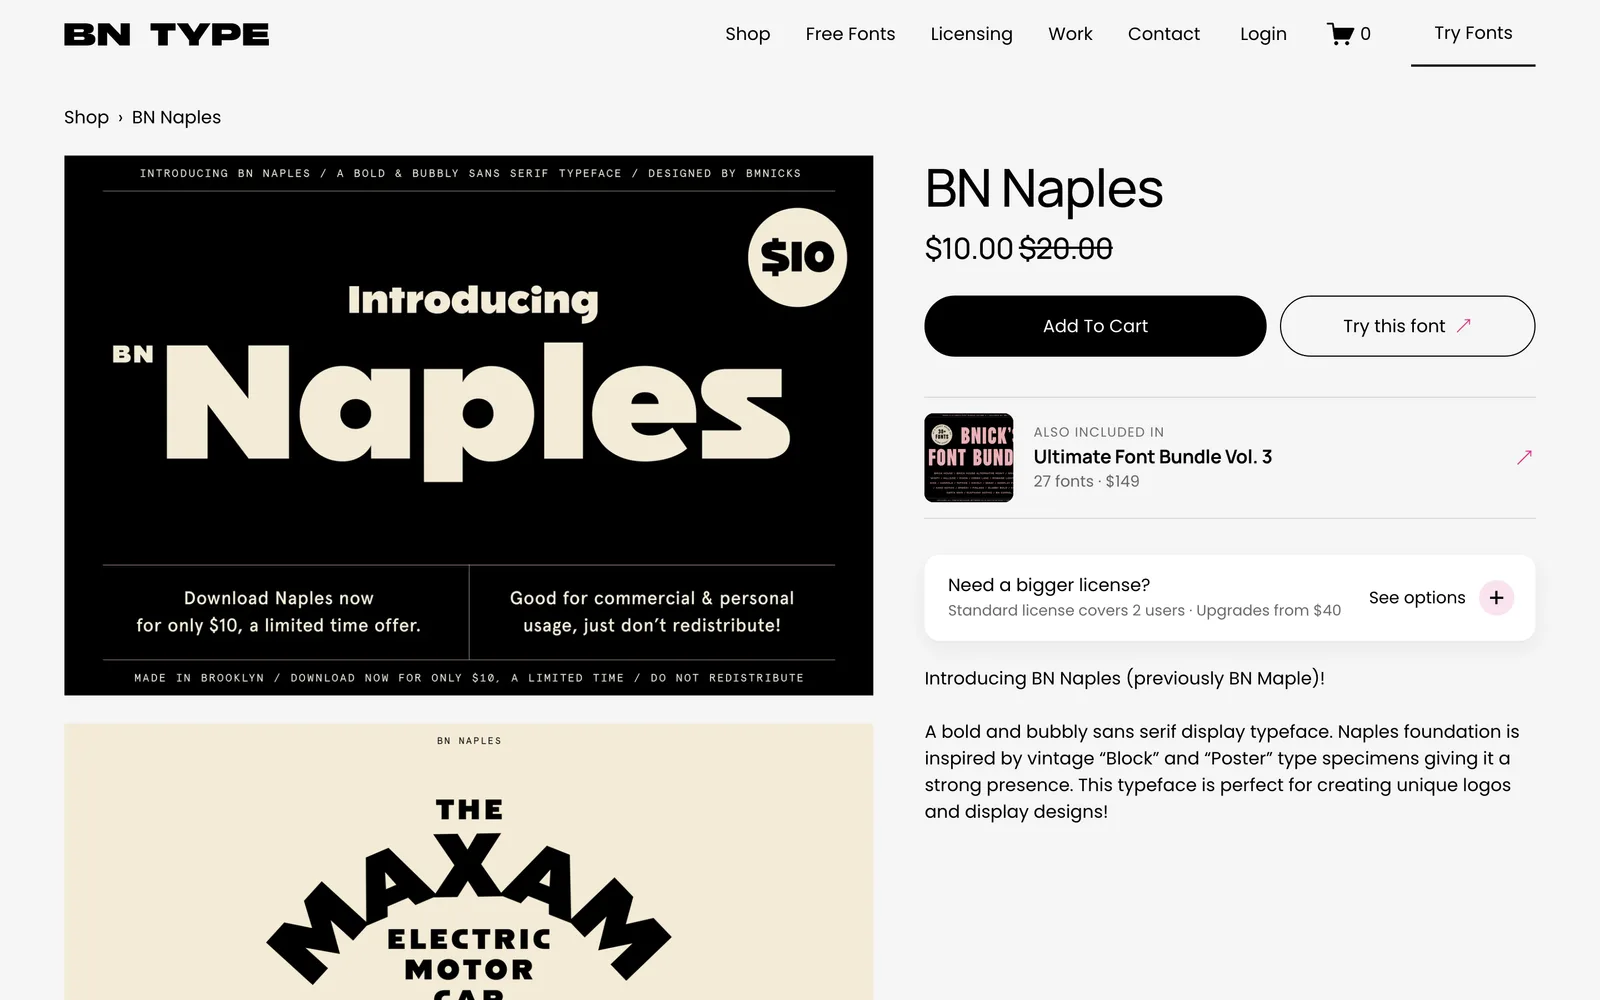 BN TYPE
Shop
Free Fonts
Licensing
Work
Contact
Login
0
Try Fonts
Shop › BN Naples
INTRODUCING BN NAPLES / A BOLD & BUBBLY SANS SERIF TYPEFACE / DESIGNED BY BMNICKS
$10
Introducing
BN Naples
Download Naples now
for only $10, a limited time offer.
Good for commercial & personal
usage, just don’t redistribute!
MADE IN BROOKLYN / DOWNLOAD NOW FOR ONLY $10, A LIMITED TIME / DO NOT REDISTRIBUTE
BN NAPLES
THE
MAXAM
ELECTRIC
MOTOR
CAR
BN Naples
$10.00 $20.00
Add To Cart
Try this font
BNICK'S
FONT BUND
ALSO INCLUDED IN
Ultimate Font Bundle Vol. 3
27 fonts · $149
Need a bigger license?
Standard license covers 2 users · Upgrades from $40
See options
Introducing BN Naples (previously BN Maple)!
A bold and bubbly sans serif display typeface. Naples foundation is
inspired by vintage “Block” and “Poster” type specimens giving it a
strong presence. This typeface is perfect for creating unique logos
and display designs!